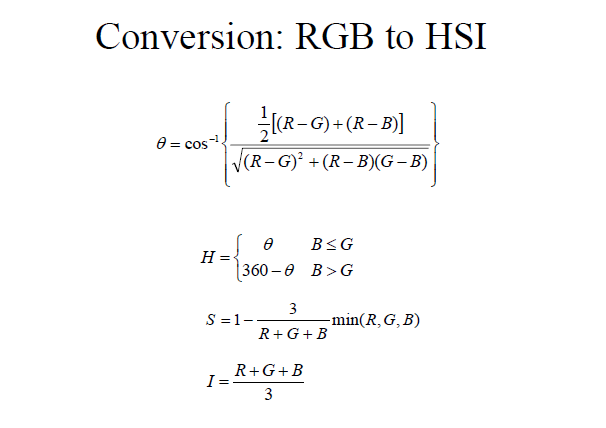 Conversion: RGB to HSI
θ = cos⁻¹ { ½[(R − G) + (R − B)] / √((R − G)² + (R − B)(G − B)) }
H = { θ B ≤ G
360 − θ B > G
S = 1 − 3/(R + G + B) min(R, G, B)
I = (R + G + B)/3